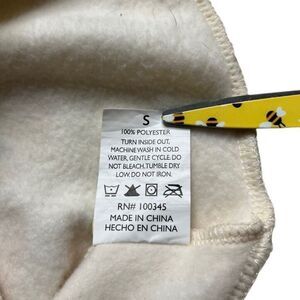 S
100% POLYESTER
TURN INSIDE OUT,
MACHINE WASH IN COLD
WATER, GENTLE CYCLE. DO
NOT BLEACH, TUMBLE DRY
LOW. DO NOT IRON.
RN# 100345
MADE IN CHINA
HECHO EN CHINA